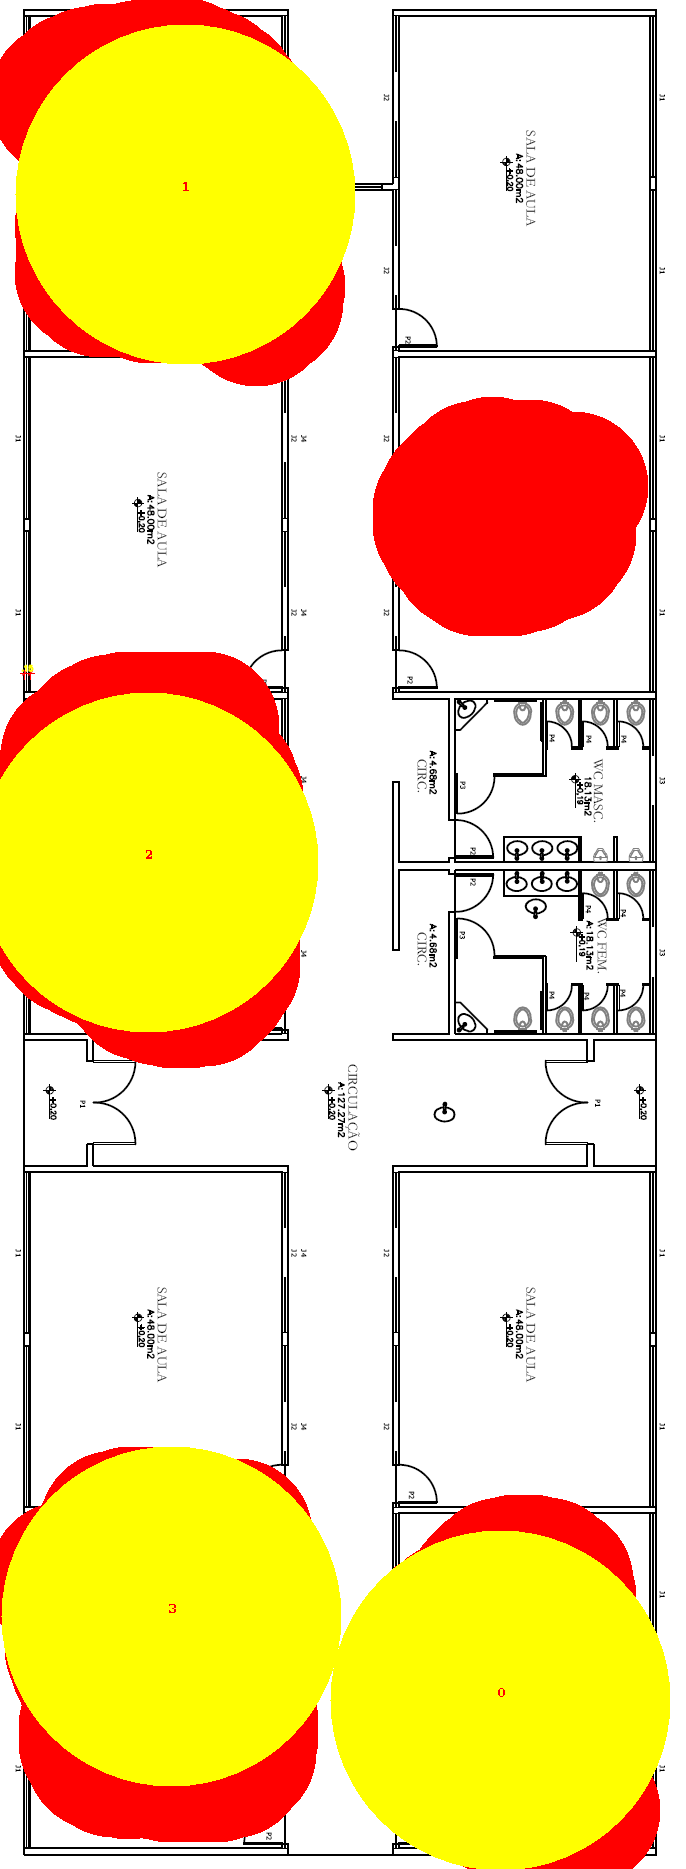 1
J2
J1
SALA DE AULA
A: 48.00m2
+0,20
J2
J1
P2
J1
J2
J4
J1
SALA DE AULA
A: 48.00m2
+0,20
J1
J2
J4
J1
P2
A: 4.68m2
CIRC.
P3
P4
P4
P4
WC MASC.
18.13m2
+0,19
J3
J4
2
P2
P2
A: 4.68m2
CIRC.
P3
P4
P4
WC FEM.
A: 18.13m2
+0,19
J3
J4
P4
P4
P4
+0,20
P1
CIRCULAÇÃO
A: 127.27m2
+0,20
P1
+0,20
J1
J2
J4
J2
J1
SALA DE AULA
A: 48.00m2
+0,20
SALA DE AULA
A: 48.00m2
+0,20
J1
J2
J4
J2
J1
P2
3
J1
0
J1
J1
P2